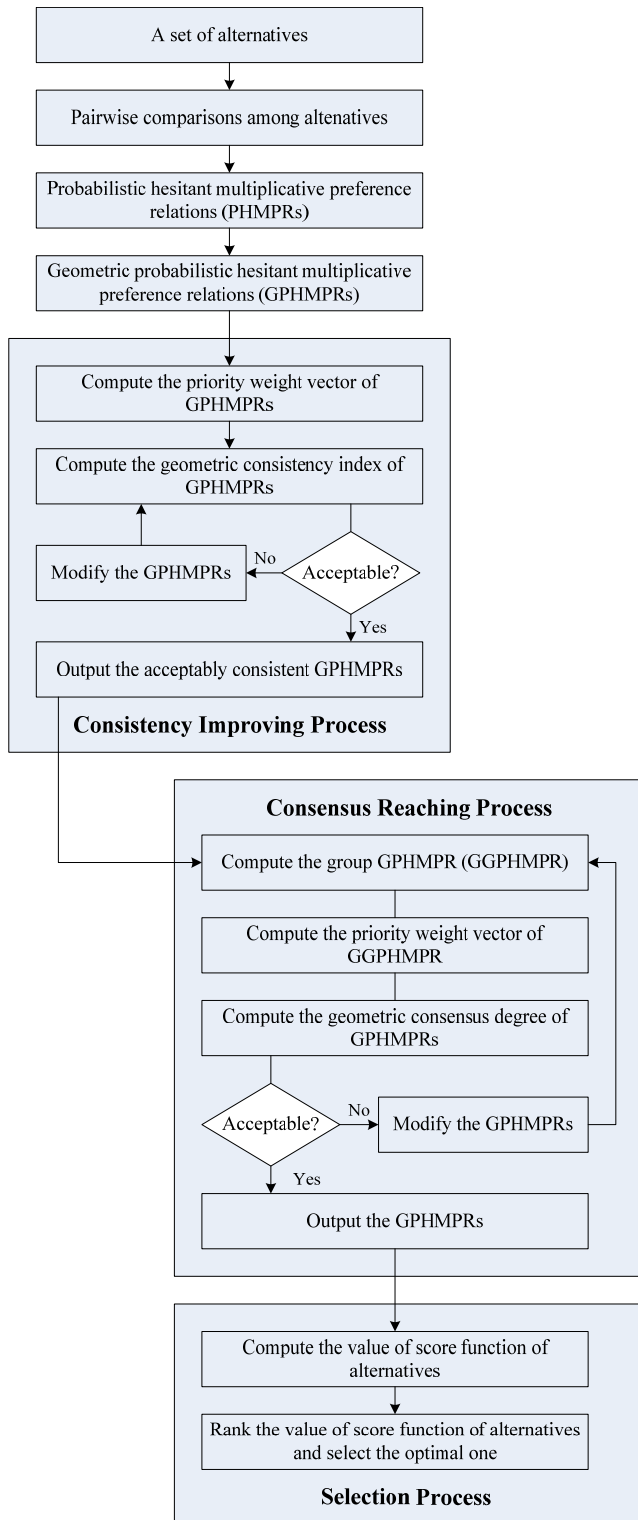 A set of alternatives
Pairwise comparisons among altenatives
Probabilistic hesitant multiplicative preference
relations (PHMPRs)
Geometric probabilistic hesitant multiplicative
preference relations (GPHMPRs)
Compute the priority weight vector of
GPHMPRs
Compute the geometric consistency index of
GPHMPRs
Modify the GPHMPRs
No
Acceptable?
Yes
Output the acceptably consistent GPHMPRs
Consistency Improving Process
Consensus Reaching Process
Compute the group GPHMPR (GGPHMPR)
Compute the priority weight vector of
GGPHMPR
Compute the geometric consensus degree of
GPHMPRs
Acceptable?
No
Modify the GPHMPRs
Yes
Output the GPHMPRs
Compute the value of score function of
alternatives
Rank the value of score function of alternatives
and select the optimal one
Selection Process